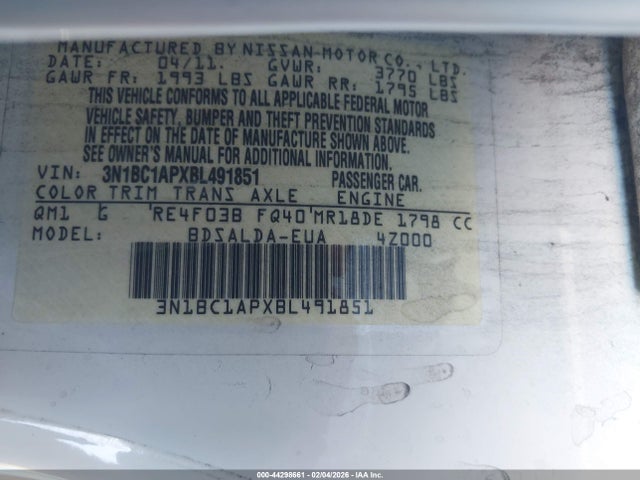 MANUFACTURED BY NISSAN MOTOR CO., LTD.
DATE: 04/11. GVWR: 3770 LBS
GAWR FR: 1993 LBS GAWR RR: 1795 LBS
THIS VEHICLE CONFORMS TO ALL APPLICABLE FEDERAL MOTOR
VEHICLE SAFETY, BUMPER AND THEFT PREVENTION STANDARDS
IN EFFECT ON THE DATE OF MANUFACTURE SHOWN ABOVE.
SEE OWNER'S MANUAL FOR ADDITIONAL INFORMATION.
VIN: 3N1BC1APXBL491851 PASSENGER CAR.
COLOR TRIM TRANS AXLE ENGINE
QM1 G 'RE4F03B FQ40'MR18DE 1798 CC
MODEL: BDSALDA-EUA 4Z000
3N1BC1APXBL491851
000-44298661 - 02/04/2026 - IAA Inc.